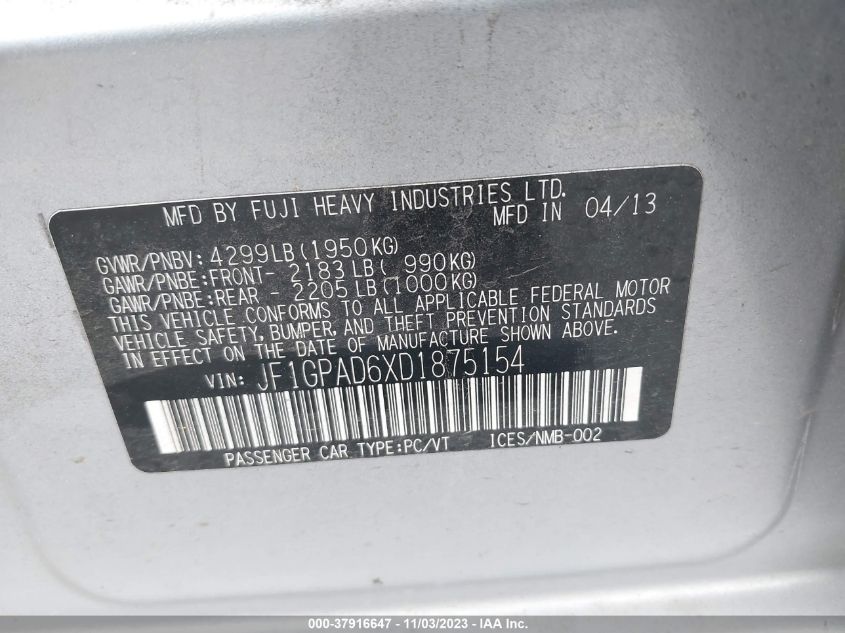 MFD BY FUJI HEAVY INDUSTRIES LTD.
MFD IN 04/13
GVWR/PNBV: 4299LB(1950KG)
GAWR/PNBE:FRONT- 2183LB( 990KG)
GAWR/PNBE:REAR - 2205LB(1000KG)
THIS VEHICLE CONFORMS TO ALL APPLICABLE FEDERAL MOTOR
VEHICLE SAFETY, BUMPER, AND THEFT PREVENTION STANDARDS
IN EFFECT ON THE DATE OF MANUFACTURE SHOWN ABOVE.
VIN: JF1GPAD6XD1875154
PASSENGER CAR TYPE:PC/VT ICES/NMB-002
000-37916647 - 11/03/2023 - IAA Inc.